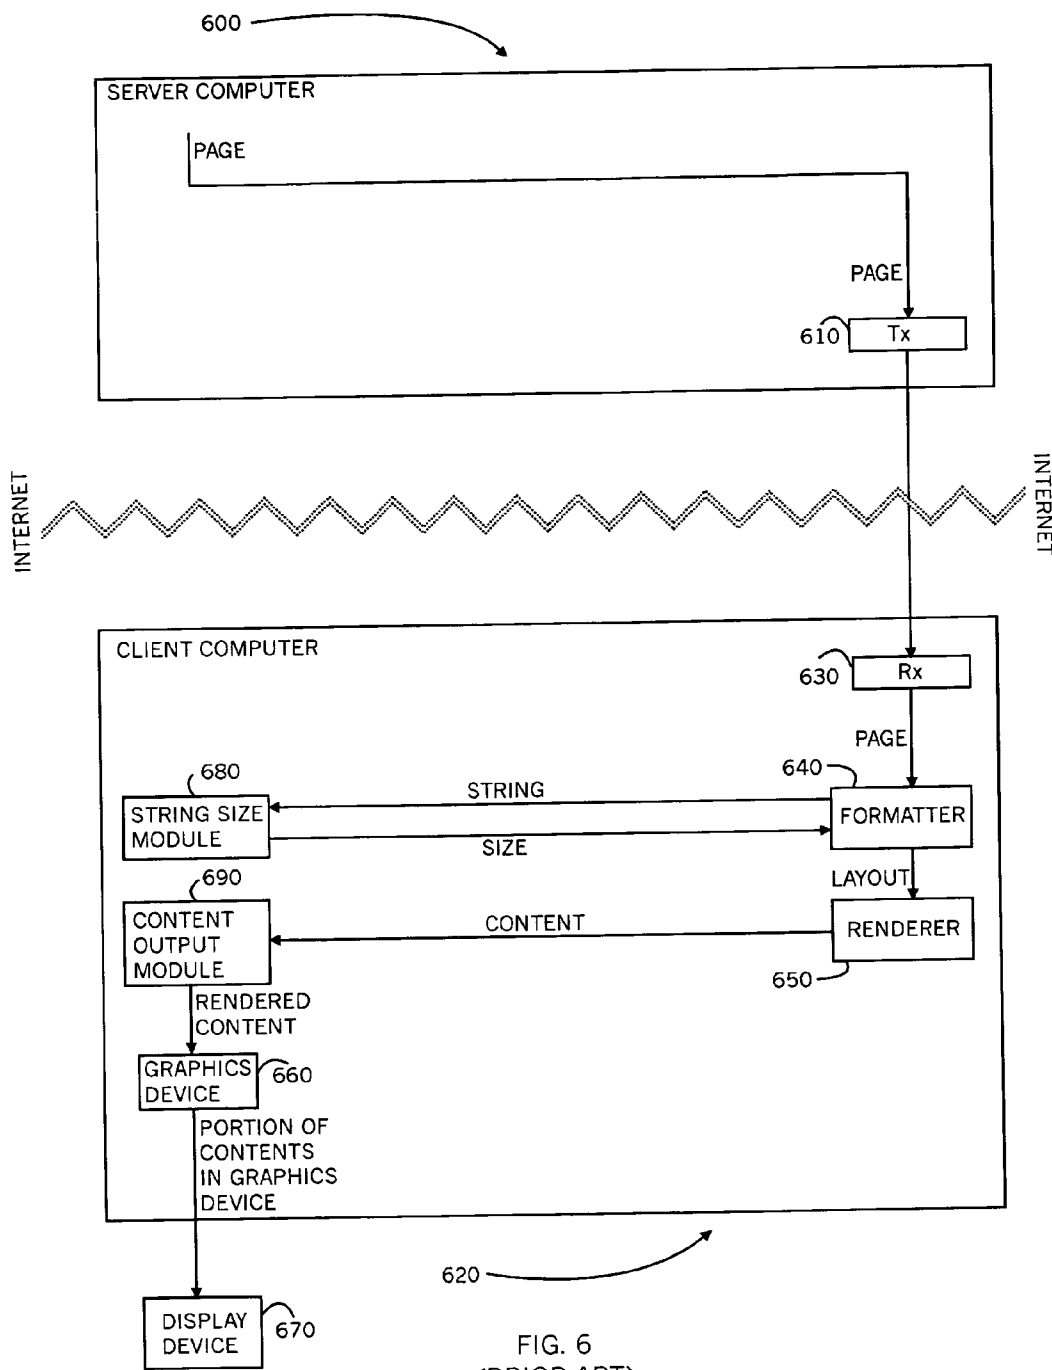 600
SERVER COMPUTER
PAGE
PAGE
610
Tx
INTERNET
INTERNET
CLIENT COMPUTER
630
Rx
PAGE
680
STRING
640
STRING SIZE
MODULE
FORMATTER
SIZE
690
LAYOUT
CONTENT
OUTPUT
MODULE
CONTENT
RENDERER
650
RENDERED
CONTENT
GRAPHICS
DEVICE
660
PORTION OF
CONTENTS
IN GRAPHICS
DEVICE
620
DISPLAY
DEVICE
670
FIG. 6
(PRIOR ART)